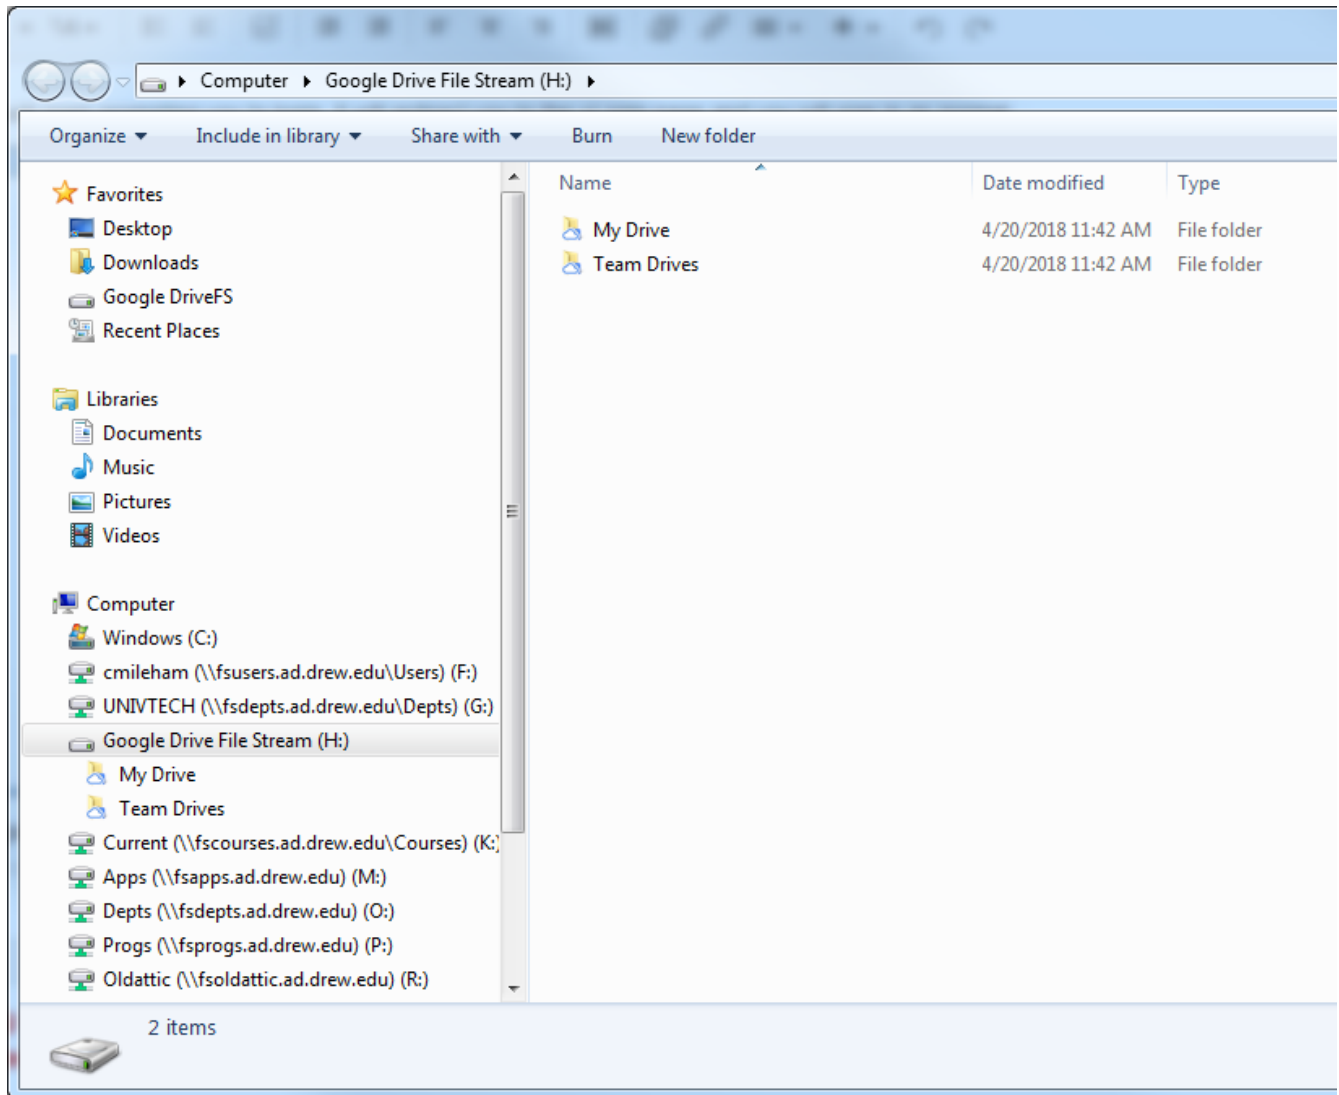 Computer Google Drive File Stream (H:)
Organize Include in library Share with Burn New folder
Favorites
Desktop
Downloads
Google DriveFS
Recent Places
Libraries
Documents
Music
Pictures
Videos
Computer
Windows (C:)
cmileham (\\fsusers.ad.drew.edu\Users) (F:)
UNIVTECH (\\fsdepts.ad.drew.edu\Depts) (G:)
Google Drive File Stream (H:)
My Drive
Team Drives
Current (\\fscourses.ad.drew.edu\Courses) (K:)
Apps (\\fsapps.ad.drew.edu) (M:)
Depts (\\fsdepts.ad.drew.edu) (O:)
Progs (\\fsprogs.ad.drew.edu) (P:)
Oldattic (\\fsoldattic.ad.drew.edu) (R:)
Name Date modified Type
My Drive 4/20/2018 11:42 AM File folder
Team Drives 4/20/2018 11:42 AM File folder
2 items